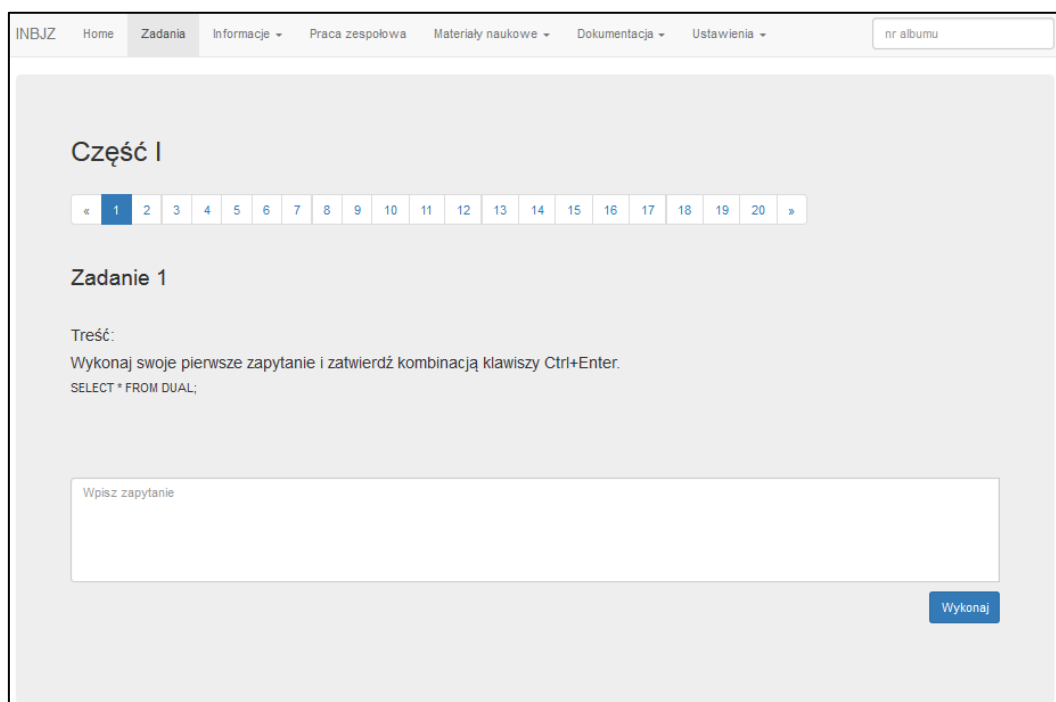 INBJZ Home Zadania Informacje Praca zespołowa Materiały naukowe Dokumentacja Ustawienia nr albumu
Część I
« 1 2 3 4 5 6 7 8 9 10 11 12 13 14 15 16 17 18 19 20 »
Zadanie 1
Treść:
Wykonaj swoje pierwsze zapytanie i zatwierdź kombinacją klawiszy Ctrl+Enter.
SELECT * FROM DUAL;
Wpisz zapytanie
Wykonaj